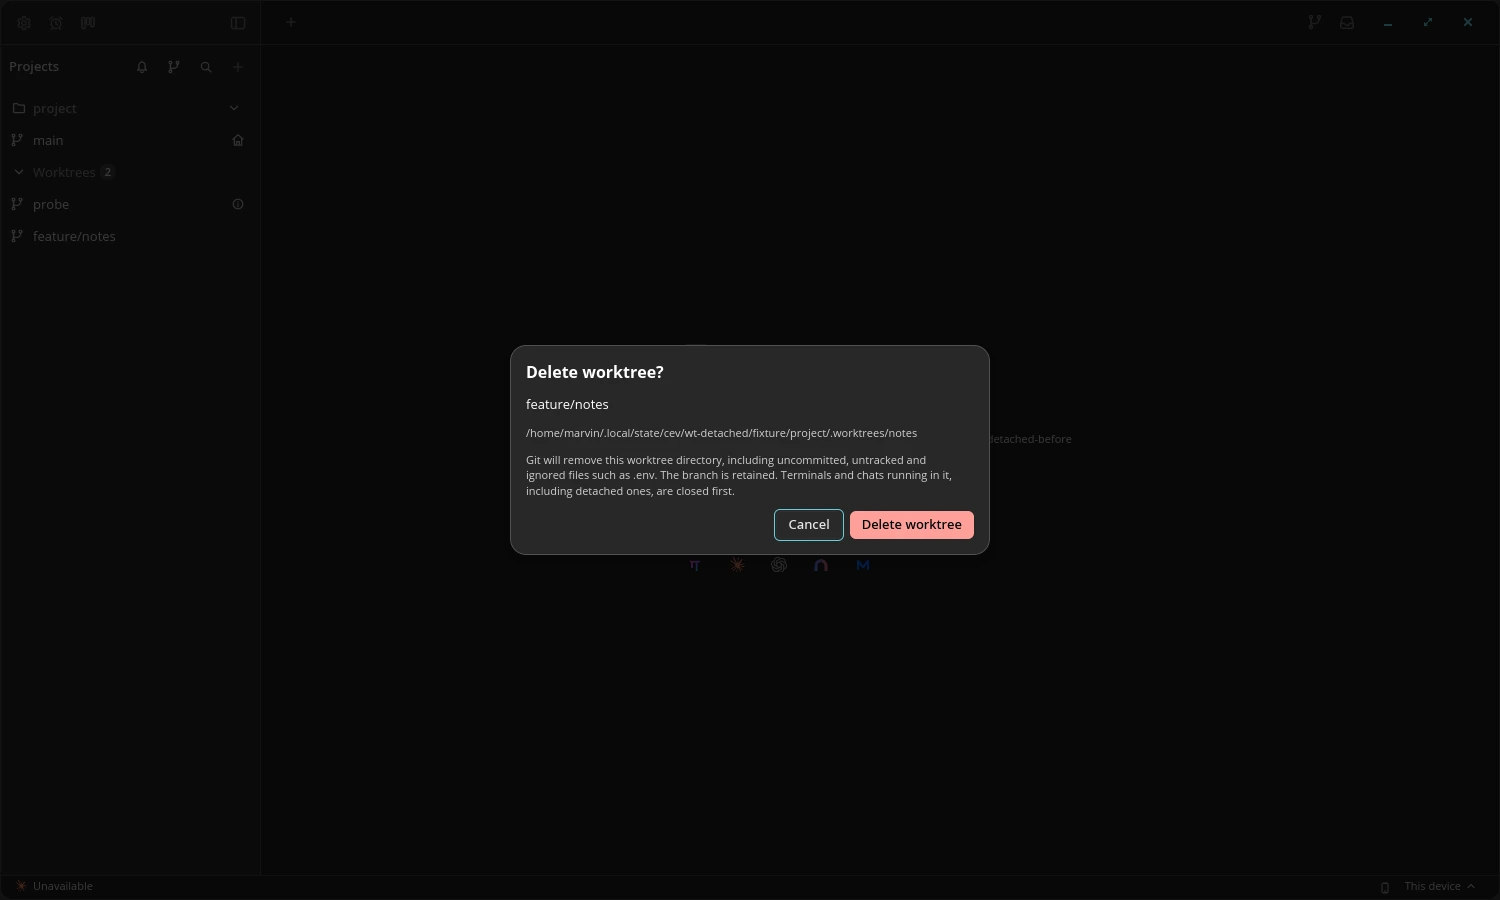 Projects
project
main
Worktrees 2
probe
feature/notes
Delete worktree?
feature/notes
/home/marvin/.local/state/cev/wt-detached/fixture/project/.worktrees/notes
detached-before
Git will remove this worktree directory, including uncommitted, untracked and
ignored files such as .env. The branch is retained. Terminals and chats running in it,
including detached ones, are closed first.
Cancel
Delete worktree
Unavailable
This device